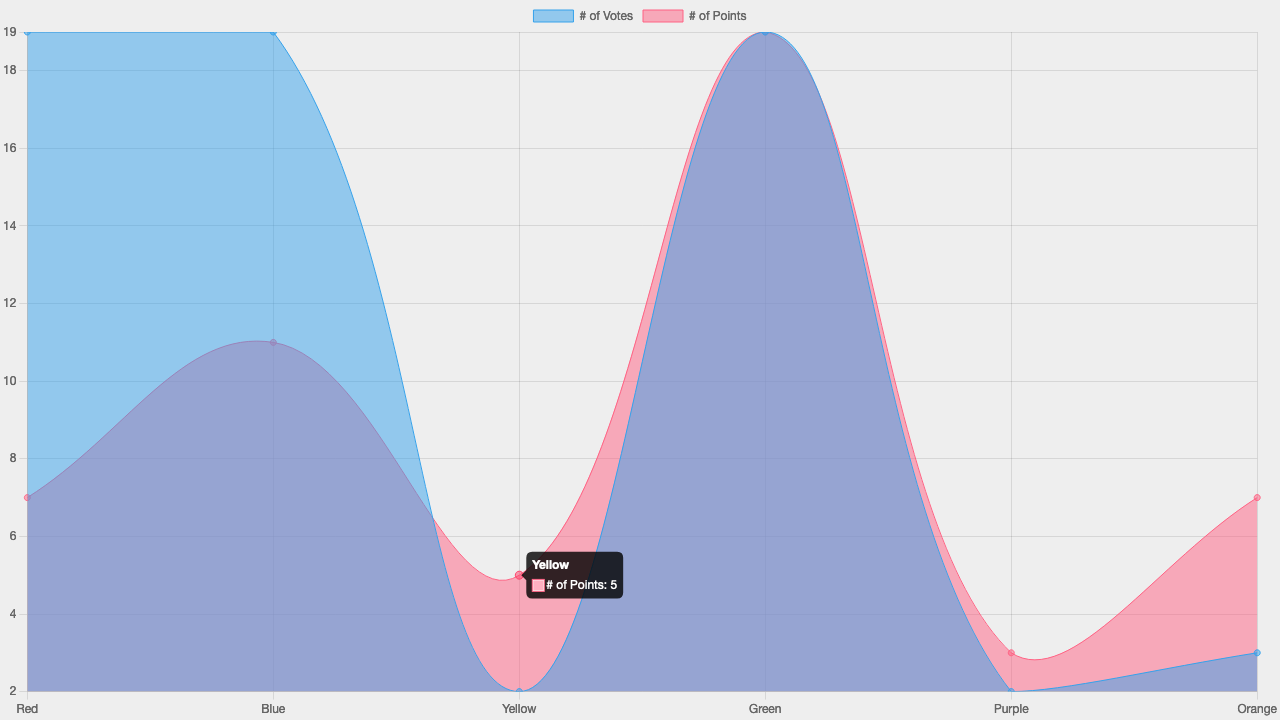 # of Votes # of Points
19
18
16
14
12
10
8
6
4
2
Yellow
# of Points: 5
Red Blue Yellow Green Purple Orange